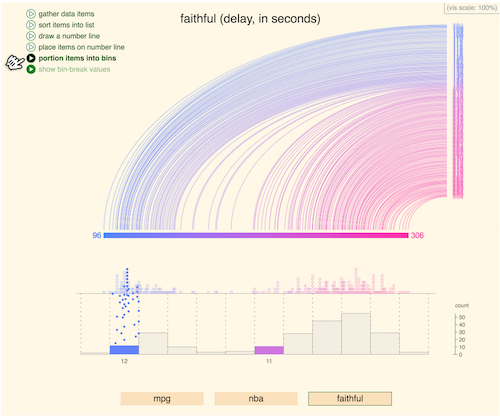 (vis scale: 100%)
faithful (delay, in seconds)
gather data items
sort items into list
draw a number line
place items on number line
portion items into bins
show bin-break values
96
306
count
50
40
30
20
10
0
12
11
mpg
nba
faithful